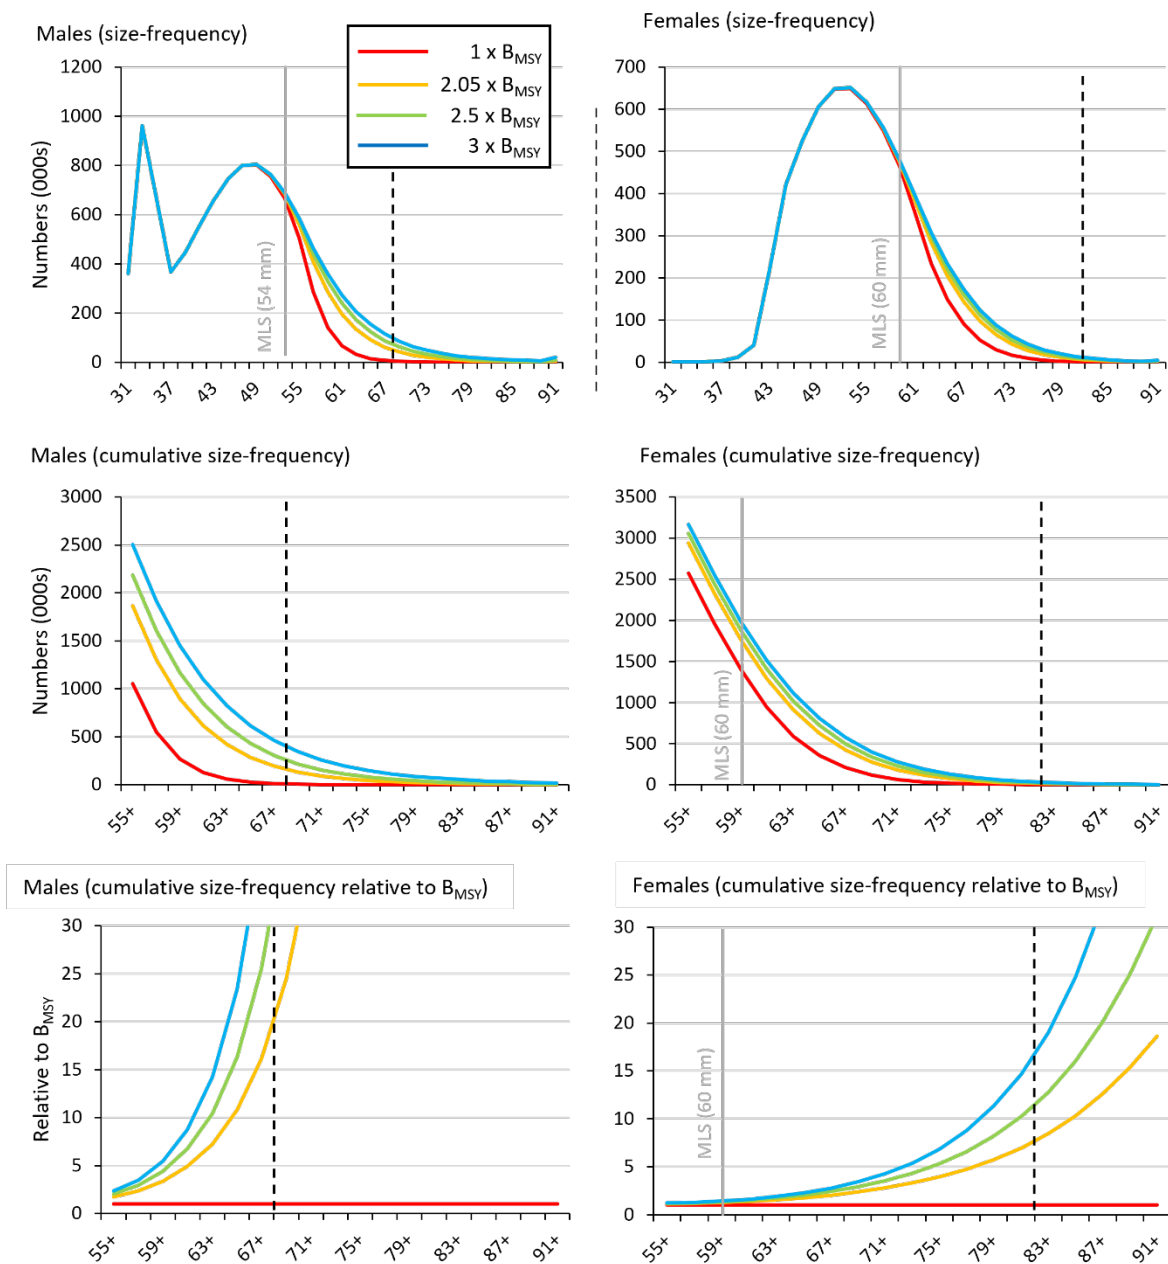 Males (size-frequency)
1 x BMSY
2.05 x BMSY
2.5 x BMSY
3 x BMSY
Numbers (000s)
1200
1000
800
600
400
200
0
MLS (54 mm)
31 37 43 49 55 61 67 73 79 85 91
Females (size-frequency)
700
600
500
400
300
200
100
0
MLS (60 mm)
31 37 43 49 55 61 67 73 79 85 91
Males (cumulative size-frequency)
Numbers (000s)
3000
2500
2000
1500
1000
500
0
55+ 59+ 63+ 67+ 71+ 75+ 79+ 83+ 87+ 91+
Females (cumulative size-frequency)
3500
3000
2500
2000
1500
1000
500
0
MLS (60 mm)
55+ 59+ 63+ 67+ 71+ 75+ 79+ 83+ 87+ 91+
Males (cumulative size-frequency relative to BMSY)
Relative to BMSY
30
25
20
15
10
5
0
55+ 59+ 63+ 67+ 71+ 75+ 79+ 83+ 87+ 91+
Females (cumulative size-frequency relative to BMSY)
30
25
20
15
10
5
0
MLS (60 mm)
55+ 59+ 63+ 67+ 71+ 75+ 79+ 83+ 87+ 91+